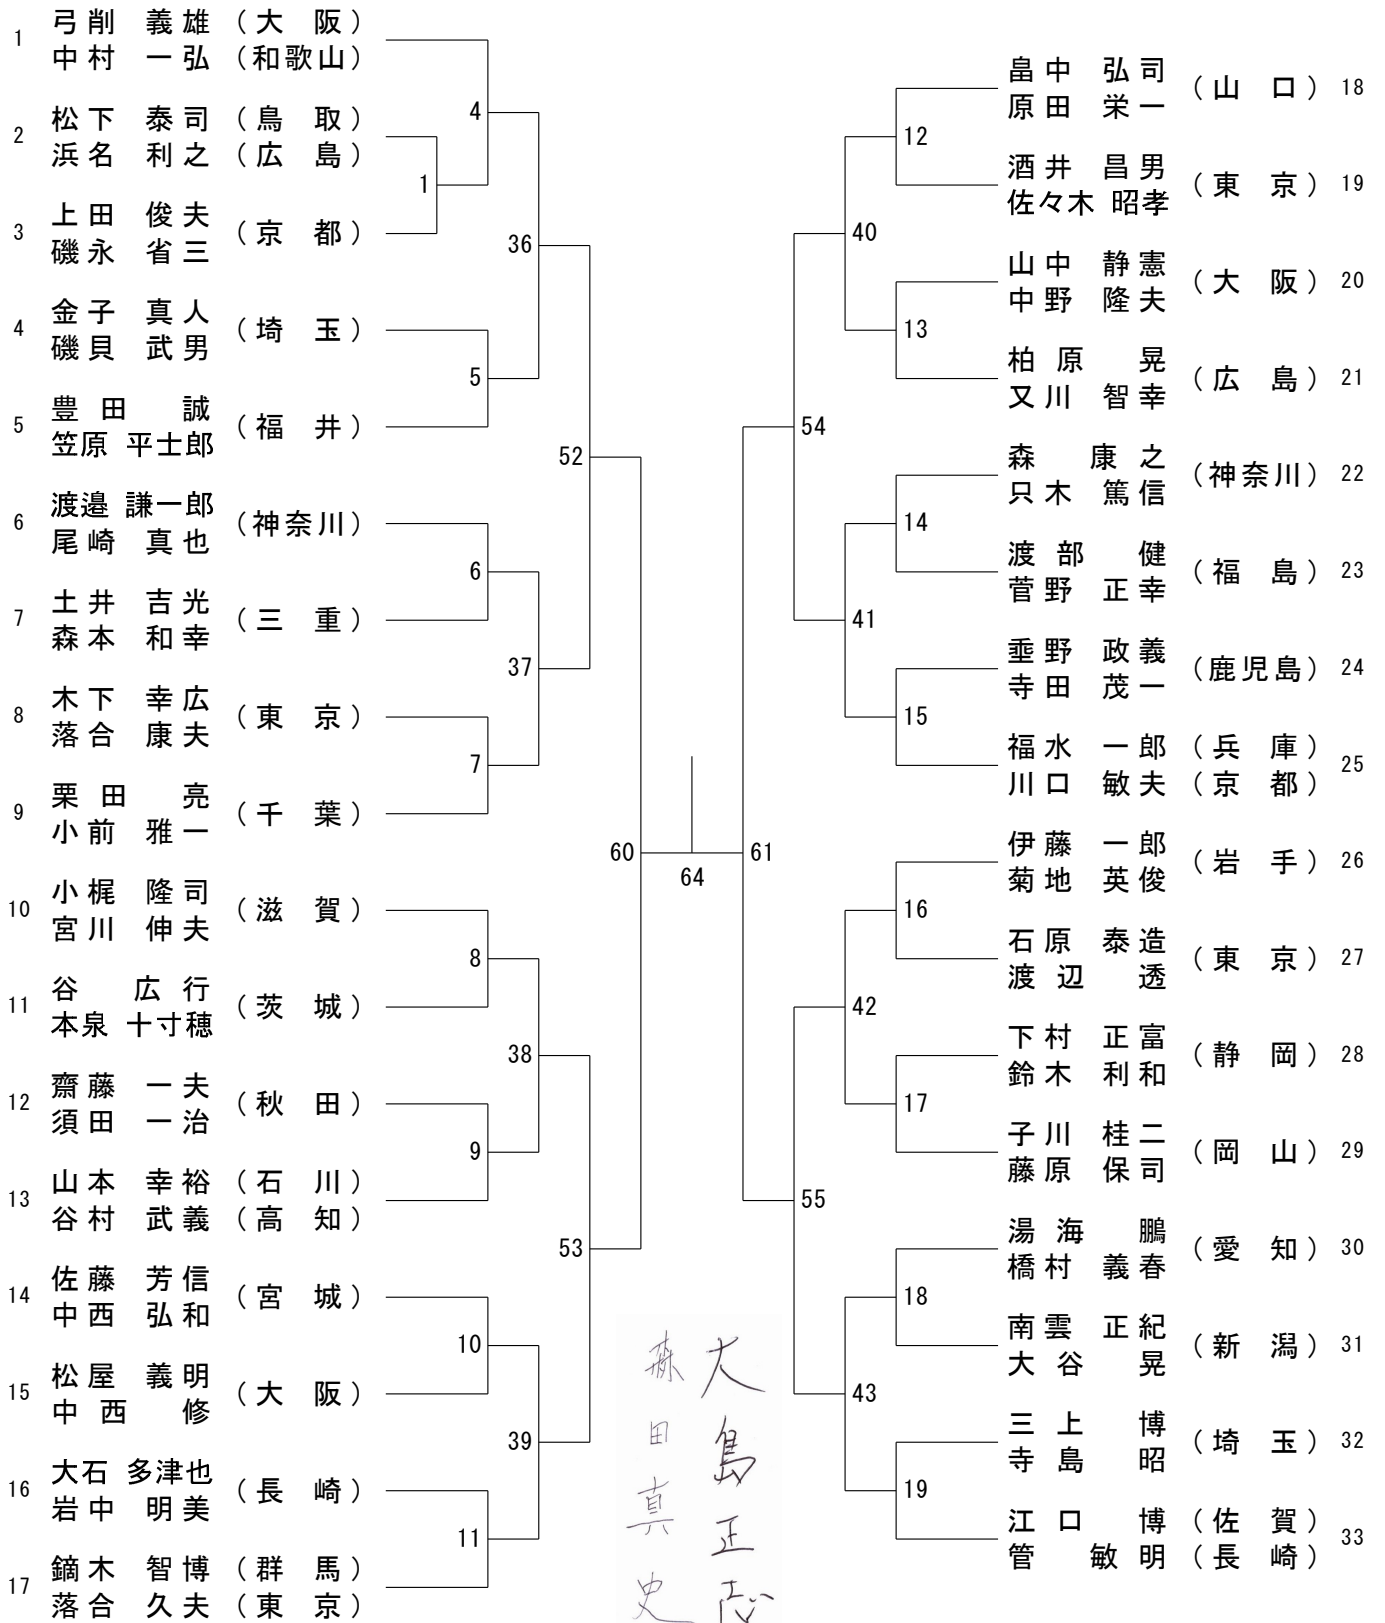 1 弓削 義雄 (大 阪)
中村 一弘 (和歌山)
2 松下 泰司 (鳥 取)
浜名 利之 (広 島)
3 上田 俊夫 (京 都)
磯永 省三
4 金子 真人 (埼 玉)
磯貝 武男
5 豊田 誠 (福 井)
笠原 平士郎
6 渡邉 謙一郎 (神奈川)
尾崎 真也
7 土井 吉光 (三 重)
森本 和幸
8 木下 幸広 (東 京)
落合 康夫
9 栗田 亮 (千 葉)
小前 雅一
10 小梶 隆司 (滋 賀)
宮川 伸夫
11 谷 広行 (茨 城)
本泉 十寸穂
12 齋藤 一夫 (秋 田)
須田 一治
13 山本 幸裕 (石 川)
谷村 武義 (高 知)
14 佐藤 芳信 (宮 城)
中西 弘和
15 松屋 義明 (大 阪)
中西 修
16 大石 多津也 (長 崎)
岩中 明美
17 鏑木 智博 (群 馬)
落合 久夫 (東 京)
1
4
5
6
7
8
9
10
11
36
37
38
39
52
53
60
64
61
54
55
40
41
42
43
12
13
14
15
16
17
18
19
畠中 弘司 (山 口) 18
原田 栄一
酒井 昌男 (東 京) 19
佐々木 昭孝
山中 静憲 (大 阪) 20
中野 隆夫
柏原 晃 (広 島) 21
又川 智幸
森 康之 (神奈川) 22
只木 篤信
渡部 健 (福 島) 23
菅野 正幸
埀野 政義 (鹿児島) 24
寺田 茂一
福水 一郎 (兵 庫) 25
川口 敏夫 (京 都)
伊藤 一郎 (岩 手) 26
菊地 英俊
石原 泰造 (東 京) 27
渡辺 透
下村 正富 (静 岡) 28
鈴木 利和
子川 桂二 (岡 山) 29
藤原 保司
湯海 鵬 (愛 知) 30
橋村 義春
南雲 正紀 (新 潟) 31
大谷 晃
三上 博 (埼 玉) 32
寺島 昭
江口 博 (佐 賀) 33
管 敏明 (長 崎)
大島正志
森田真史